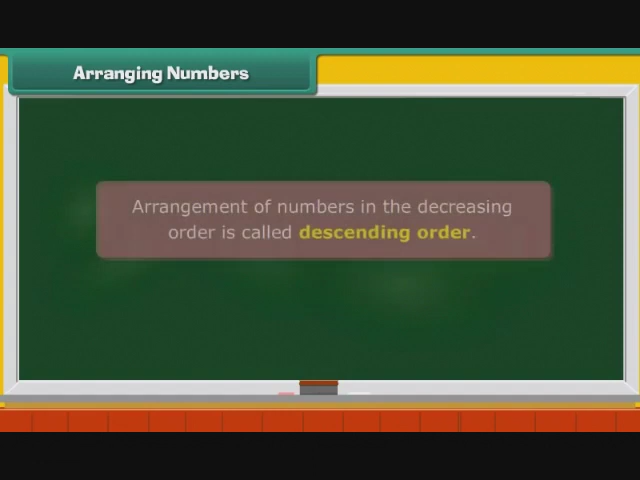 Arranging Numbers
Arrangement of numbers in the decreasing
order is called descending order.